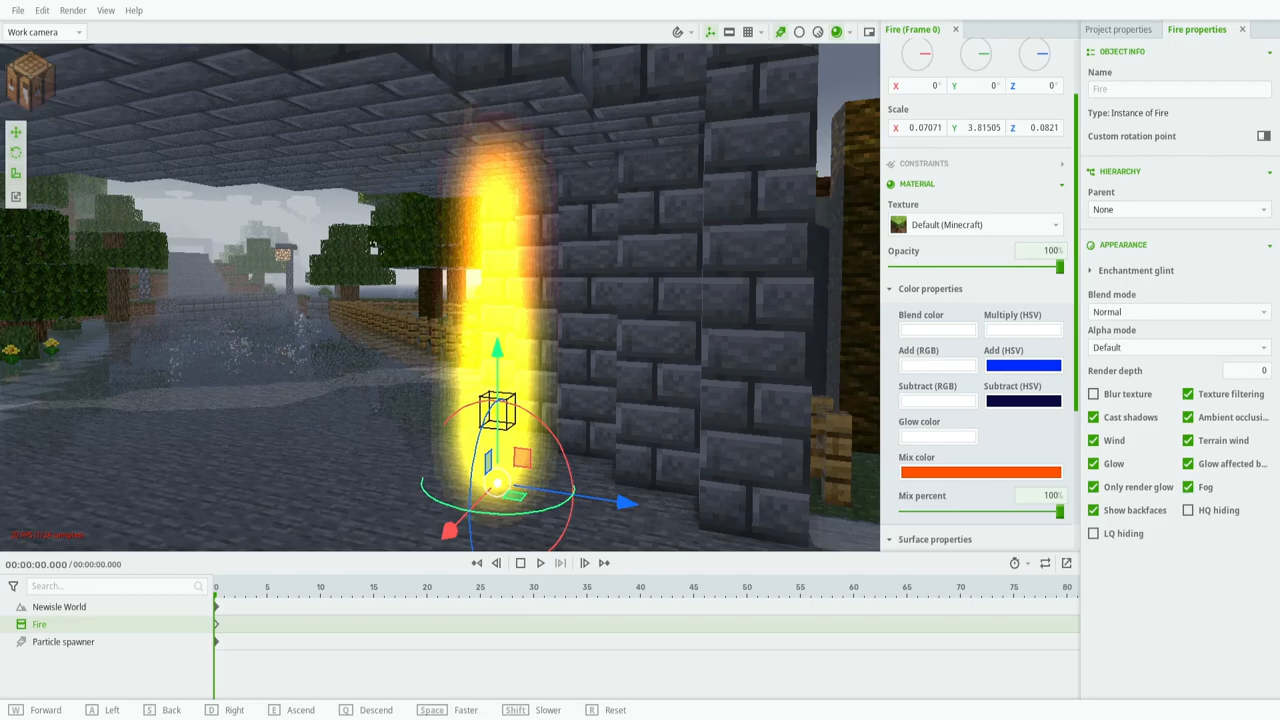 File Edit Render View Help
Work camera
Fire (Frame 0)
X 0° Y 0° Z 0°
Scale
X 0.07071 Y 3.81505 Z 0.0821
CONSTRAINTS
MATERIAL
Texture
Default (Minecraft)
Opacity 100%
Color properties
Blend color Multiply (HSV)
Add (RGB) Add (HSV)
Subtract (RGB) Subtract (HSV)
Glow color
Mix color
Mix percent 100%
Surface properties
Project properties Fire properties
OBJECT INFO
Name
Fire
Type: Instance of Fire
Custom rotation point
HIERARCHY
Parent
None
APPEARANCE
Enchantment glint
Blend mode
Normal
Alpha mode
Default
Render depth 0
Blur texture Texture filtering
Cast shadows Ambient occlusi...
Wind Terrain wind
Glow Glow affected b...
Only render glow Fog
Show backfaces HQ hiding
LQ hiding
00:00:00.000 / 00:00:00.000
Search...
0 5 10 15 20 25 30 35 40 45 50 55 60 65 70 75 80
Newisle World
Fire
Particle spawner
W Forward A Left S Back D Right E Ascend Q Descend Space Faster Shift Slower R Reset